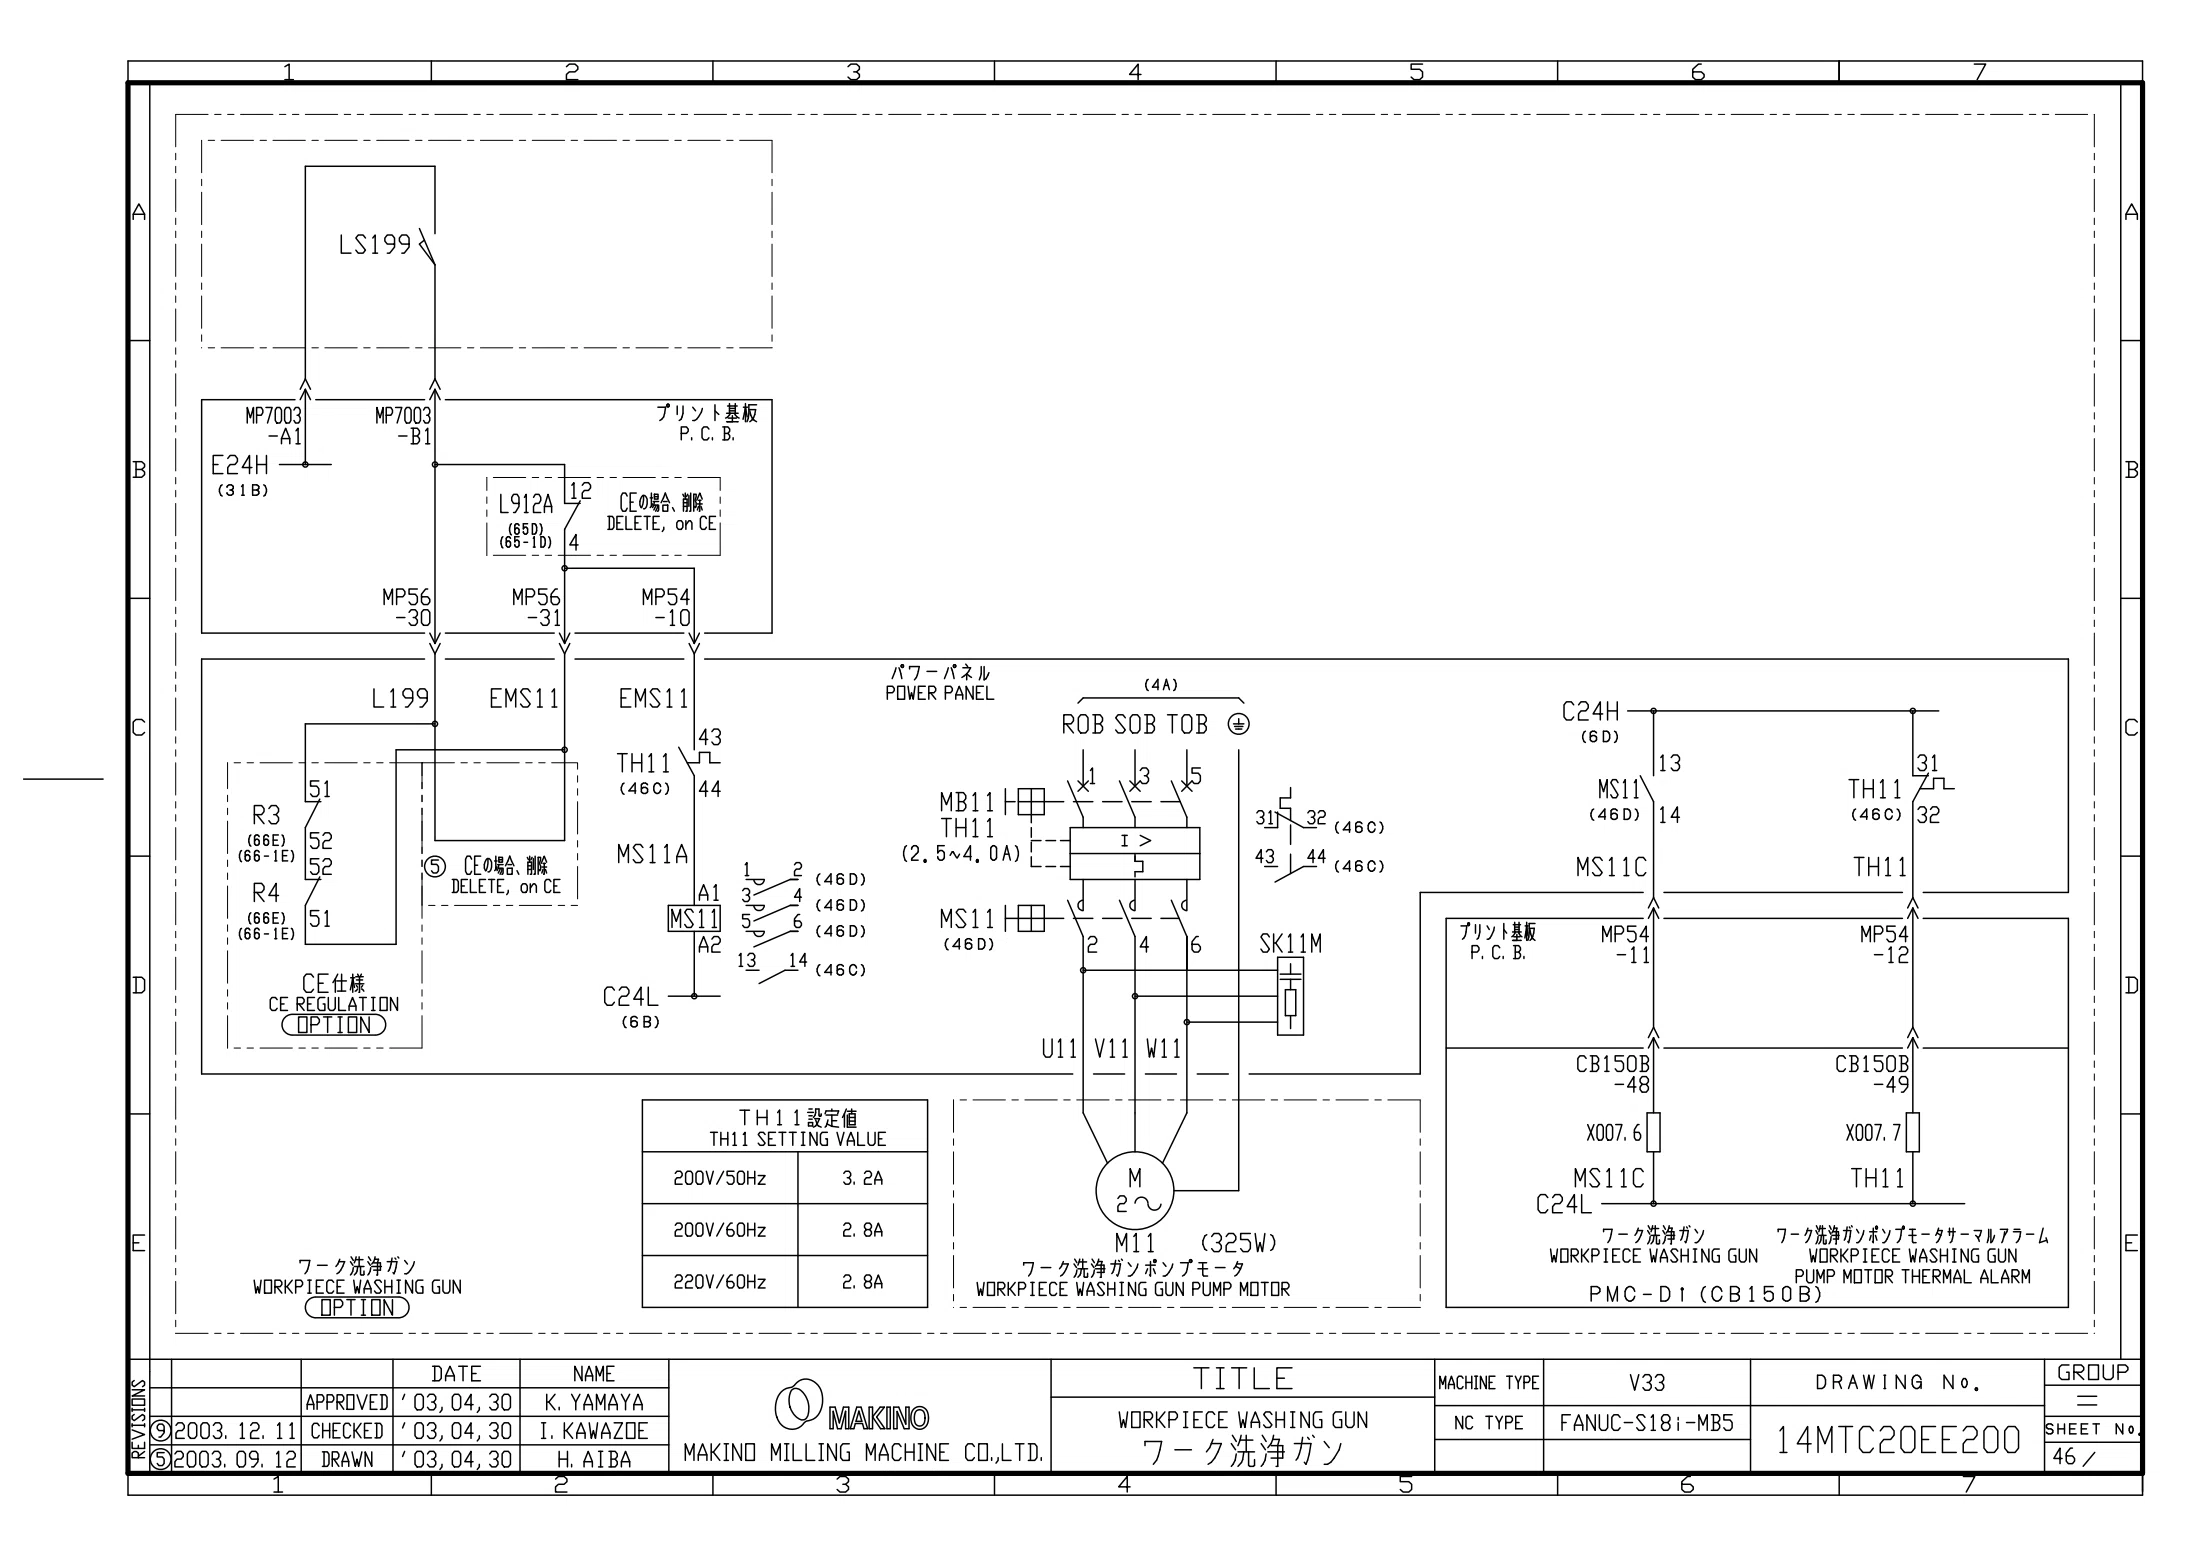 1 2 3 4 5 6 7
A A
LS199
MP7003 MP7003
-A1 -B1
プリント基板
P. C. B.
E24H
(31B)
B B
L912A 12
(65D)
(65-1D) 4
CEの場合、削除
DELETE, on CE
MP56 MP56 MP54
-30 -31 -10
パワーパネル
POWER PANEL
L199 EMS11 EMS11
C C
(4A)
R0B S0B T0B
C24H
(6D)
TH11 43
(46C) 44
1 3 5
MB11
TH11
(2.5~4.0A)
I >
31 32 (46C)
43 44 (46C)
MS11 13
(46D) 14
TH11 31
(46C) 32
51
R3
(66E) 52
(66-1E)
52
R4
(66E) 51
(66-1E)
⑤ CEの場合、削除
DELETE, on CE
MS11A
A1
MS11
A2
1 2 (46D)
3 4 (46D)
5 6 (46D)
13 14 (46C)
MS11
(46D)
2 4 6
SK11M
MS11C TH11
プリント基板
P. C. B.
MP54 MP54
-11 -12
D D
CE仕様
CE REGULATION
OPTION
C24L
(6B)
U11 V11 W11
CB150B CB150B
-48 -49
X007.6 X007.7
MS11C TH11
C24L
TH11設定値
TH11 SETTING VALUE
200V/50Hz 3.2A
200V/60Hz 2.8A
220V/60Hz 2.8A
M
2
M11 (325W)
ワーク洗浄ガンポンプモータ
WORKPIECE WASHING GUN PUMP MOTOR
E E
ワーク洗浄ガン
WORKPIECE WASHING GUN
OPTION
ワーク洗浄ガン
WORKPIECE WASHING GUN
ワーク洗浄ガンポンプモータサーマルアラーム
WORKPIECE WASHING GUN
PUMP MOTOR THERMAL ALARM
PMC-DI(CB150B)
REVISIONS
DATE NAME
APPROVED '03,04,30 K. YAMAYA
⑨ 2003. 12. 11 CHECKED '03,04,30 I. KAWAZOE
⑤ 2003. 09. 12 DRAWN '03,04,30 H. AIBA
MAKINO
MAKINO MILLING MACHINE CO.,LTD.
TITLE
WORKPIECE WASHING GUN
ワーク洗浄ガン
MACHINE TYPE V33
NC TYPE FANUC-S18i-MB5
DRAWING No.
14MTC20EE200
GROUP
=
SHEET No.
46/
1 2 3 4 5 6 7